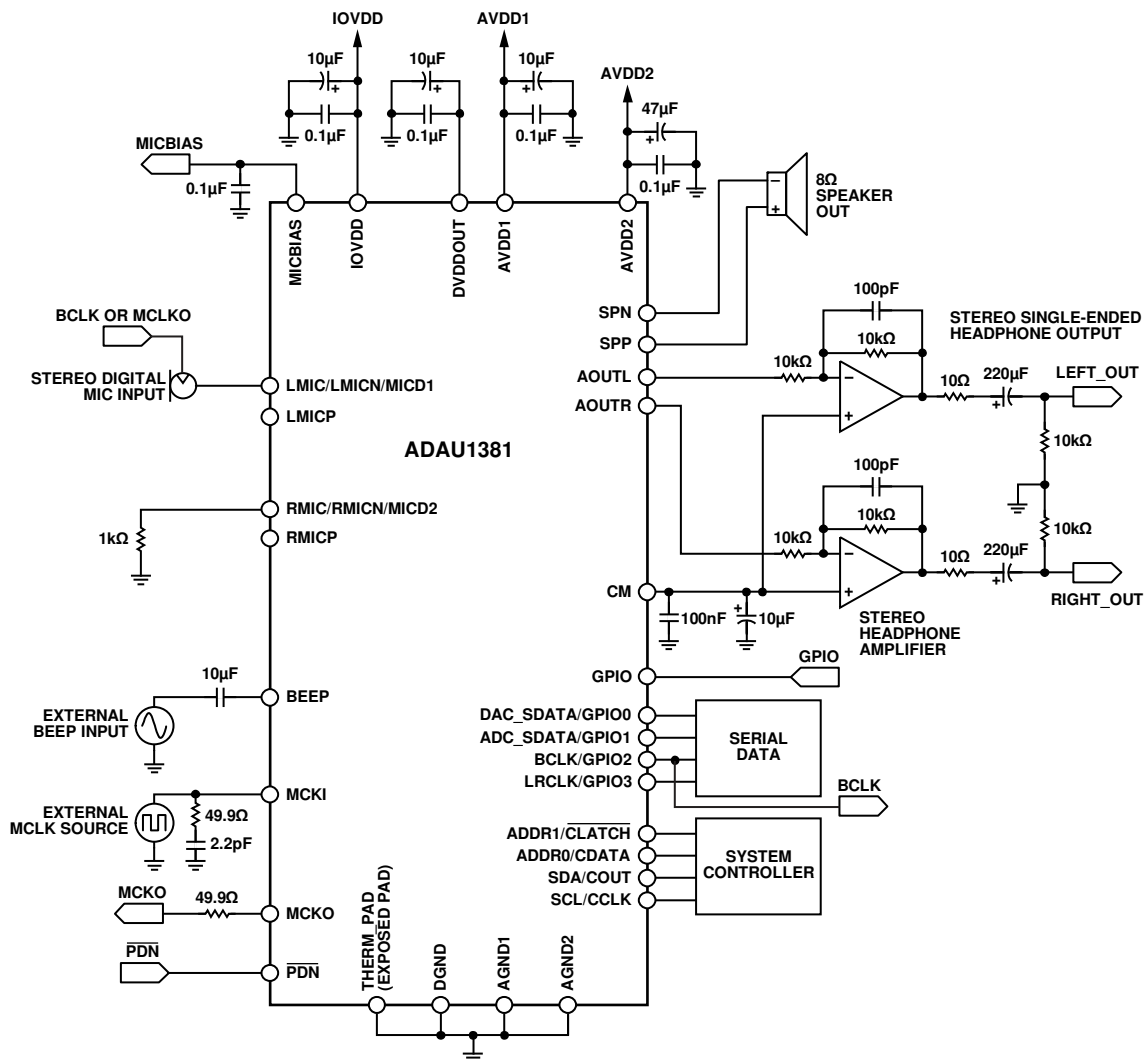 IOVDD
AVDD1
AVDD2
10µF
+
10µF
+
10µF
+
47µF
+
0.1µF
0.1µF
0.1µF
0.1µF
MICBIAS
0.1µF
8Ω
SPEAKER
OUT
−
+
MICBIAS
IOVDD
DVDDOUT
AVDD1
AVDD2
SPN
SPP
AOUTL
AOUTR
BCLK OR MCLKO
STEREO DIGITAL
MIC INPUT
LMIC/LMICN/MICD1
LMICP
ADAU1381
RMIC/RMICN/MICD2
RMICP
1kΩ
100pF
10kΩ
10kΩ
−
+
10Ω
220µF
+
STEREO SINGLE-ENDED
HEADPHONE OUTPUT
LEFT_OUT
10kΩ
100pF
10kΩ
10kΩ
−
+
10Ω
220µF
+
10kΩ
RIGHT_OUT
STEREO
HEADPHONE
AMPLIFIER
CM
100nF
+
10µF
GPIO
GPIO
10µF
BEEP
EXTERNAL
BEEP INPUT
DAC_SDATA/GPIO0
ADC_SDATA/GPIO1
BCLK/GPIO2
LRCLK/GPIO3
SERIAL
DATA
BCLK
MCKI
EXTERNAL
MCLK SOURCE
49.9Ω
2.2pF
ADDR1/CLATCH
ADDR0/CDATA
SDA/COUT
SCL/CCLK
SYSTEM
CONTROLLER
MCKO
49.9Ω
MCKO
PDN
PDN
THERM_PAD
(EXPOSED PAD)
DGND
AGND1
AGND2